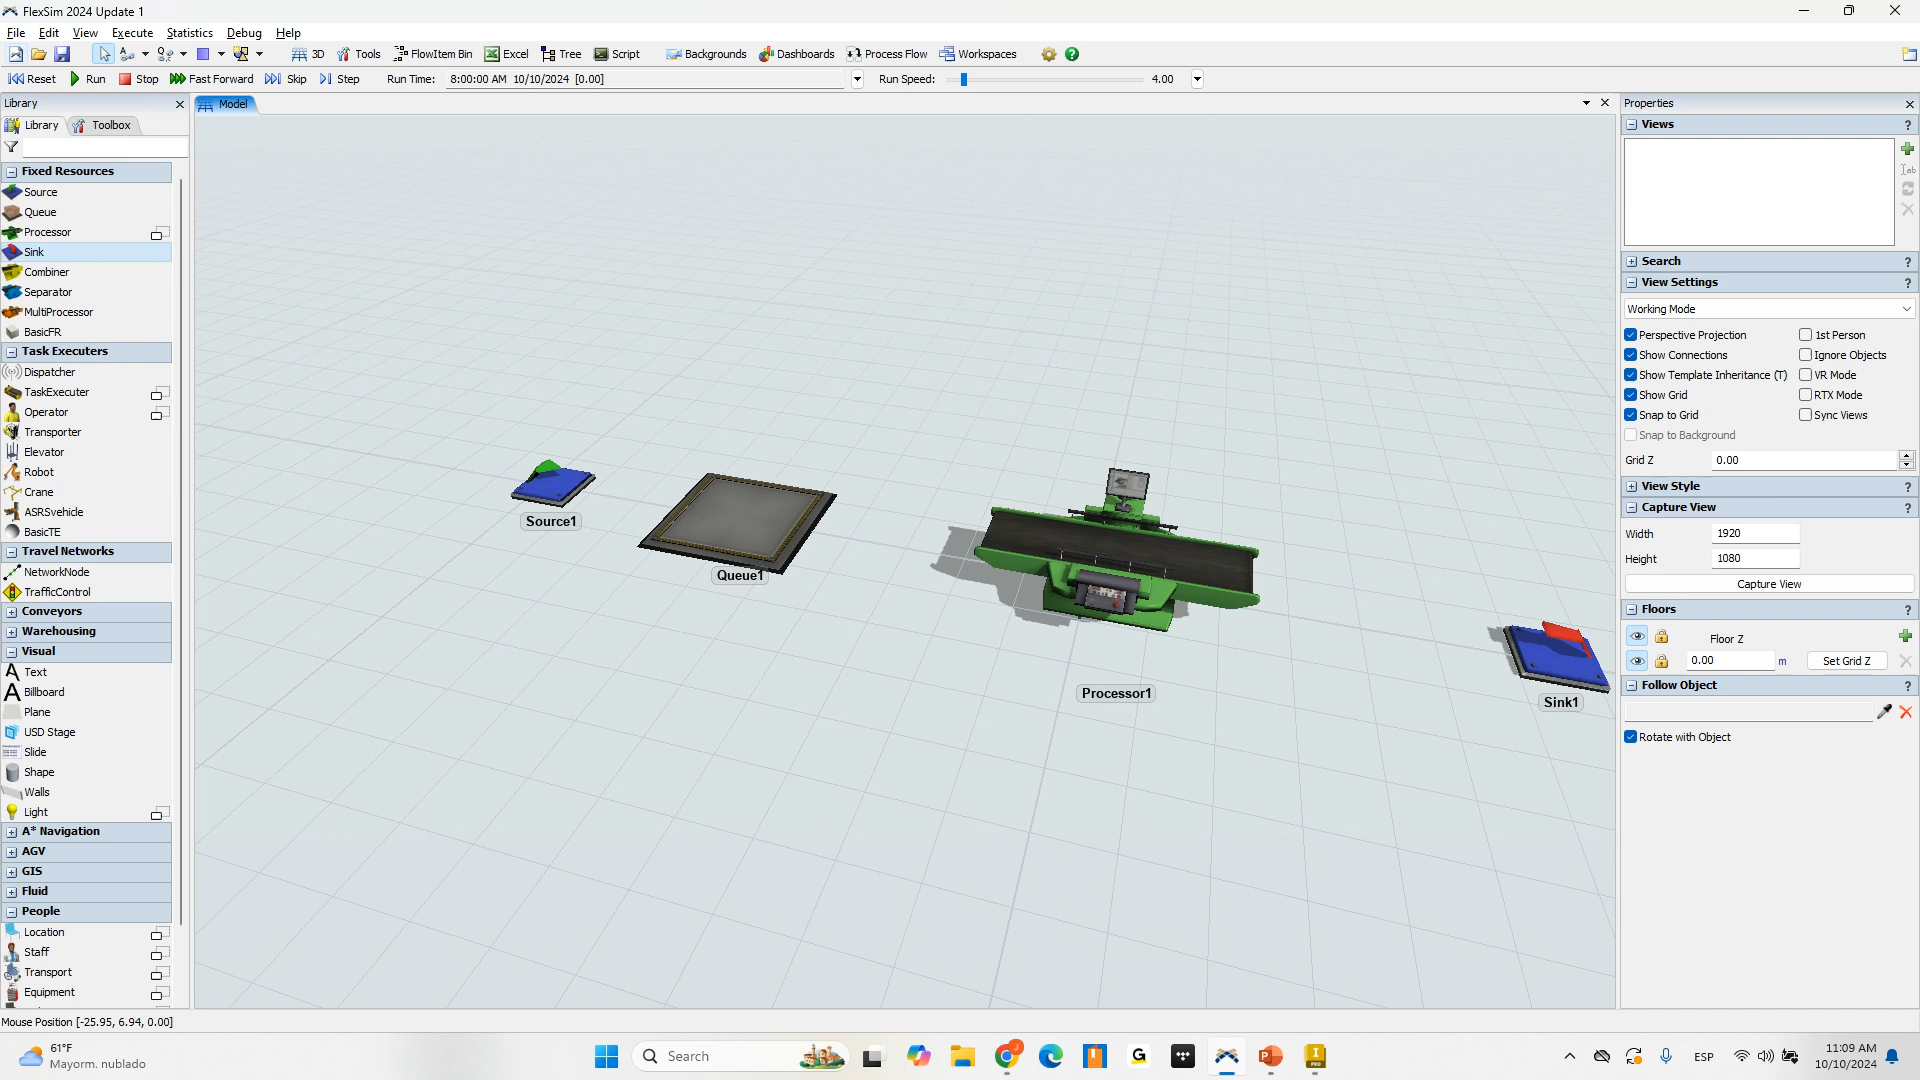 FlexSim 2024 Update 1
File Edit View Execute Statistics Debug Help
3D Tools FlowItem Bin Excel Tree Script Backgrounds Dashboards Process Flow Workspaces
Reset Run Stop Fast Forward Skip Step Run Time: 8:00:00 AM 10/10/2024 [0.00] Run Speed: 4.00
Library
Library Toolbox
Fixed Resources
Source
Queue
Processor
Sink
Combiner
Separator
MultiProcessor
BasicFR
Task Executers
Dispatcher
TaskExecuter
Operator
Transporter
Elevator
Robot
Crane
ASRSvehicle
BasicTE
Travel Networks
NetworkNode
TrafficControl
Conveyors
Warehousing
Visual
Text
Billboard
Plane
USD Stage
Slide
Shape
Walls
Light
A* Navigation
AGV
GIS
Fluid
People
Location
Staff
Transport
Equipment
Model
Source1
Queue1
Processor1
Sink1
Properties
Views ?
Search ?
View Settings ?
Working Mode
Perspective Projection 1st Person
Show Connections Ignore Objects
Show Template Inheritance (T) VR Mode
Show Grid RTX Mode
Snap to Grid Sync Views
Snap to Background
Grid Z 0.00
View Style ?
Capture View ?
Width 1920
Height 1080
Capture View
Floors ?
Floor Z
0.00 m Set Grid Z
Follow Object ?
Rotate with Object
Mouse Position [-25.95, 6.94, 0.00]
61°F
Mayorm. nublado
Search
ESP
11:09 AM
10/10/2024